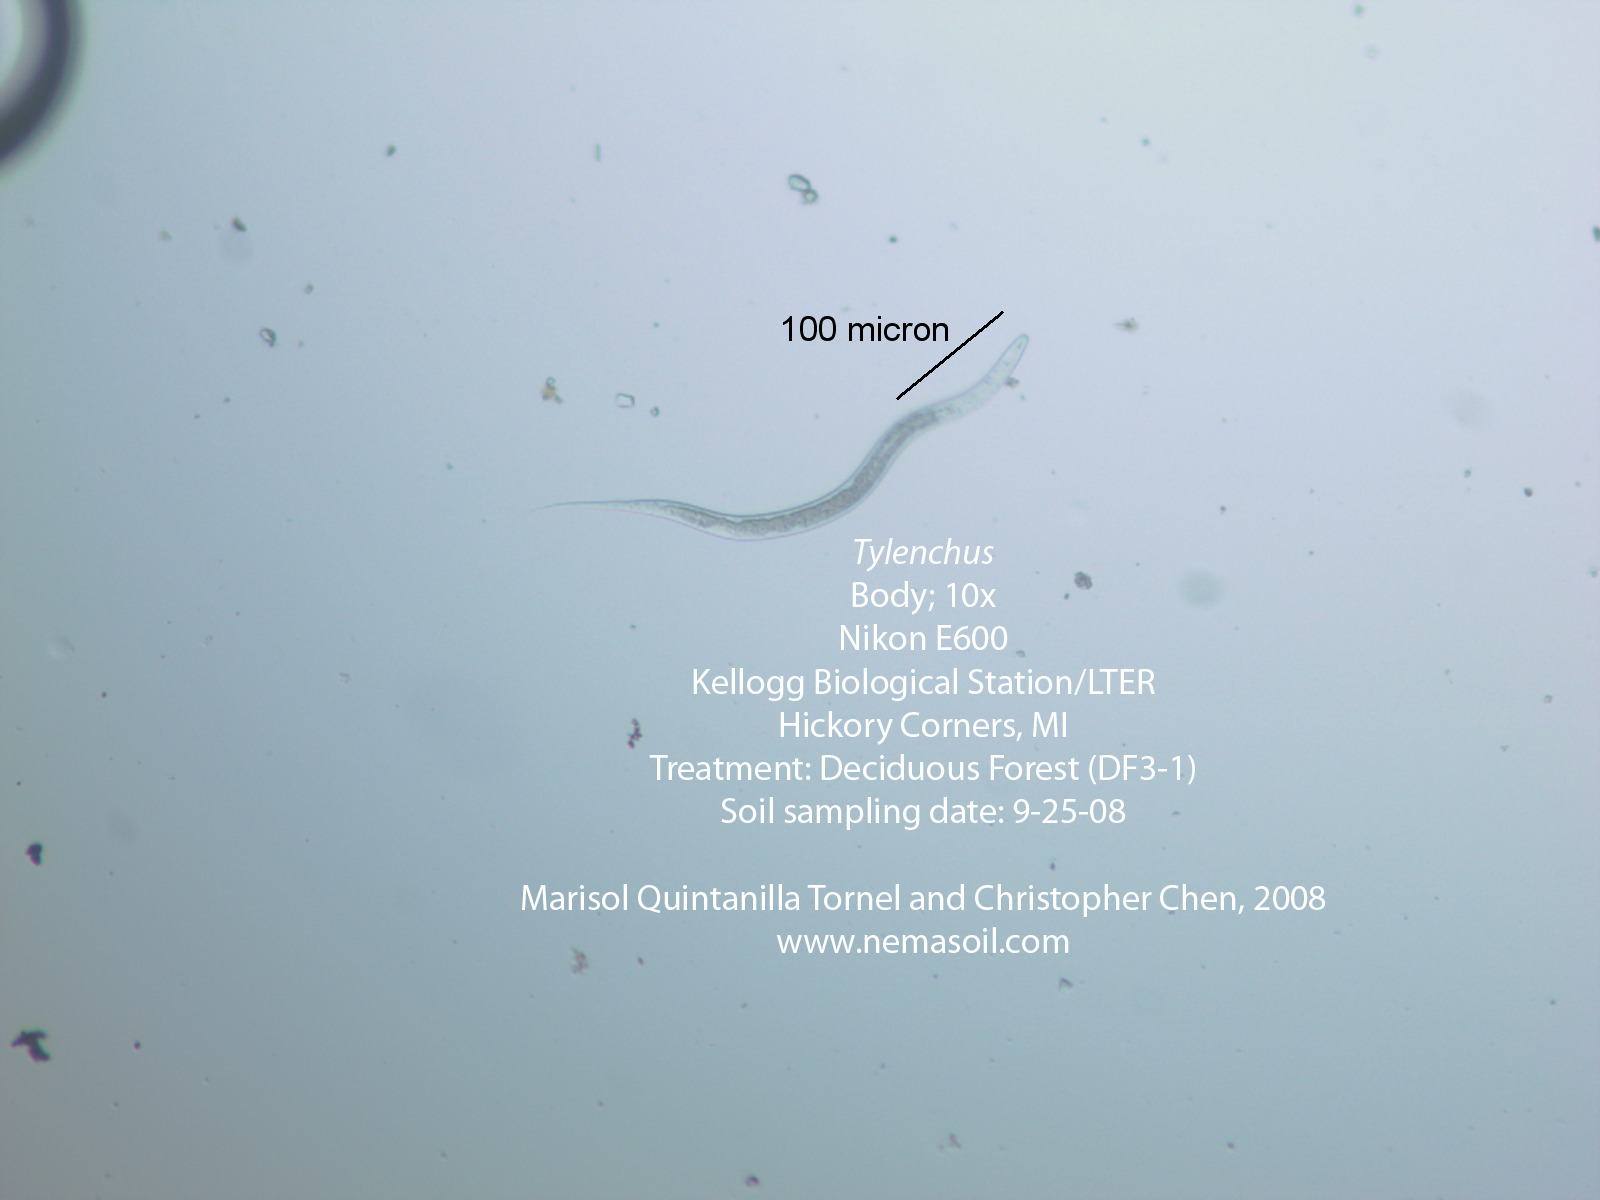 100 micron
Tylenchus
Body; 10x
Nikon E600
Kellogg Biological Station/LTER
Hickory Corners, MI
Treatment: Deciduous Forest (DF3-1)
Soil sampling date: 9-25-08
Marisol Quintanilla Tornel and Christopher Chen, 2008
www.nemasoil.com